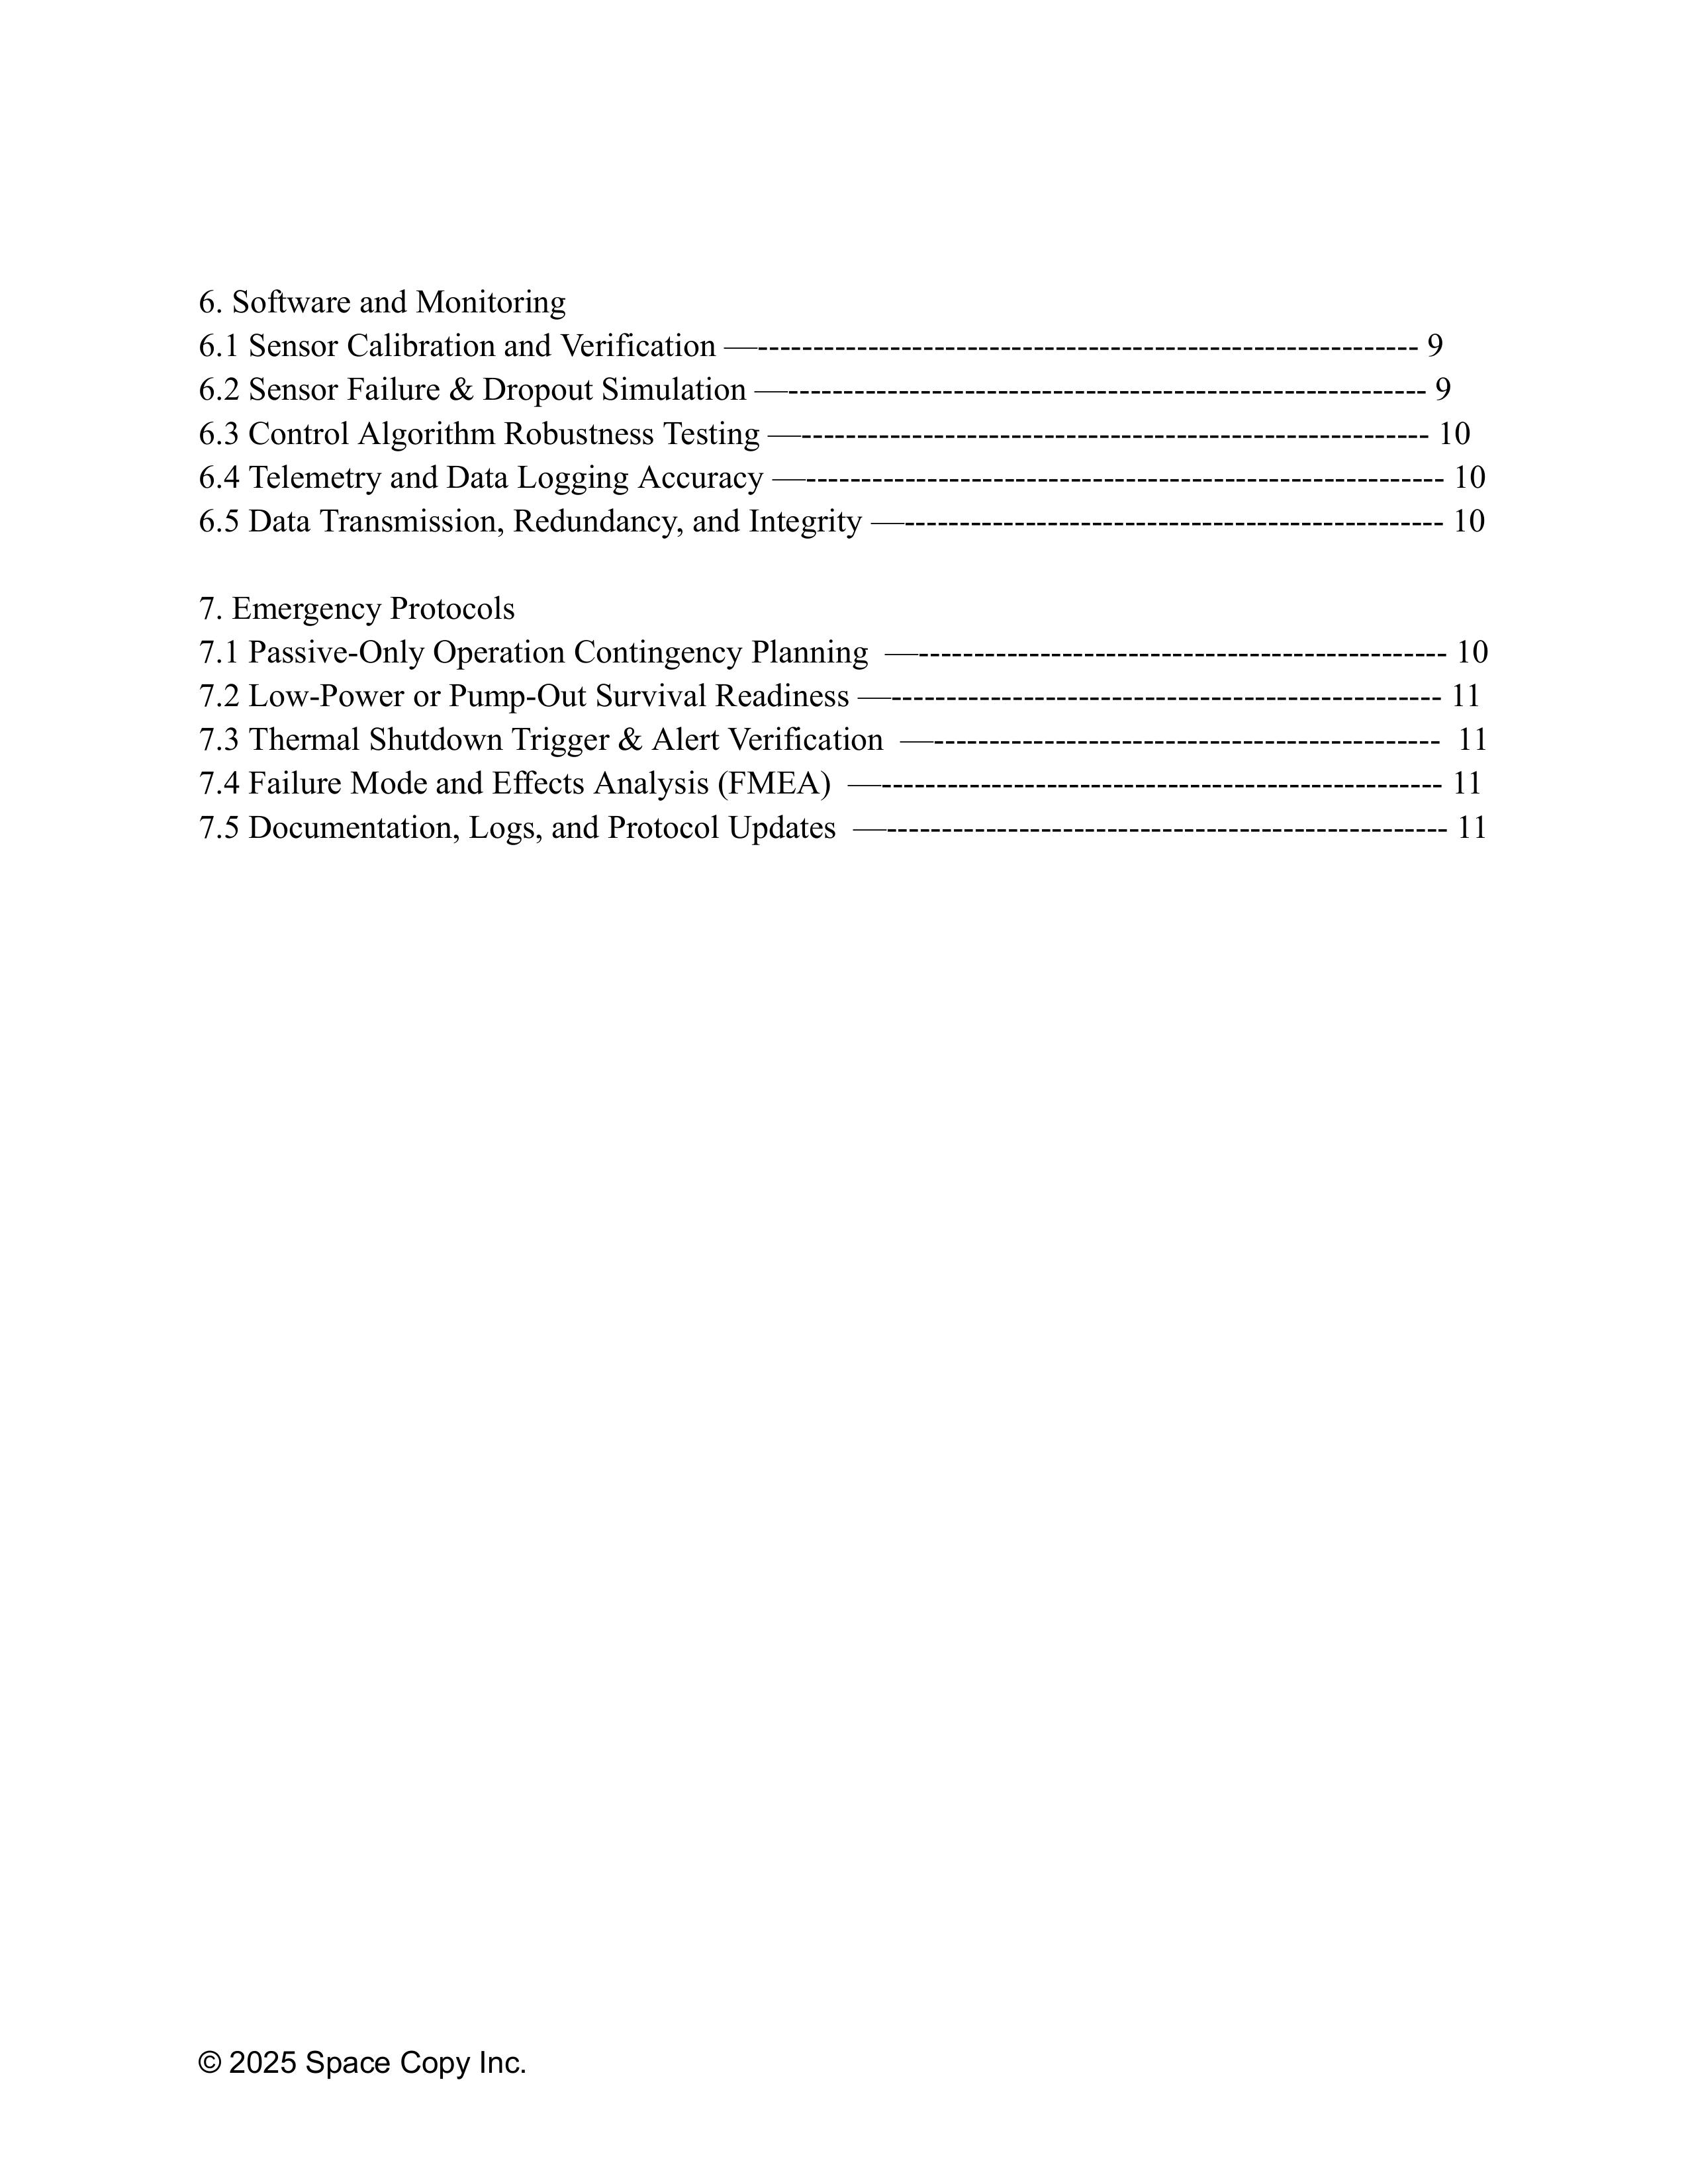 6. Software and Monitoring
6.1 Sensor Calibration and Verification —------------------------------------------------------------ 9
6.2 Sensor Failure & Dropout Simulation —---------------------------------------------------------- 9
6.3 Control Algorithm Robustness Testing —--------------------------------------------------------- 10
6.4 Telemetry and Data Logging Accuracy —---------------------------------------------------------- 10
6.5 Data Transmission, Redundancy, and Integrity —------------------------------------------------- 10
7. Emergency Protocols
7.1 Passive-Only Operation Contingency Planning —------------------------------------------------ 10
7.2 Low-Power or Pump-Out Survival Readiness —-------------------------------------------------- 11
7.3 Thermal Shutdown Trigger & Alert Verification —---------------------------------------------- 11
7.4 Failure Mode and Effects Analysis (FMEA) —--------------------------------------------------- 11
7.5 Documentation, Logs, and Protocol Updates —--------------------------------------------------- 11
© 2025 Space Copy Inc.